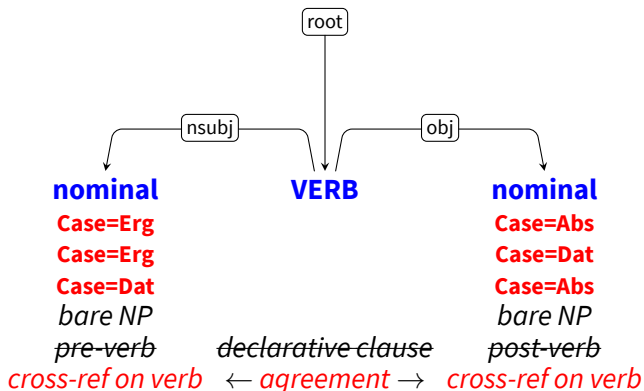 root
nsubj obj
nominal VERB nominal
Case=Erg Case=Abs
Case=Erg Case=Dat
Case=Dat Case=Abs
bare NP bare NP
pre-verb declarative clause post-verb
cross-ref on verb ← agreement → cross-ref on verb